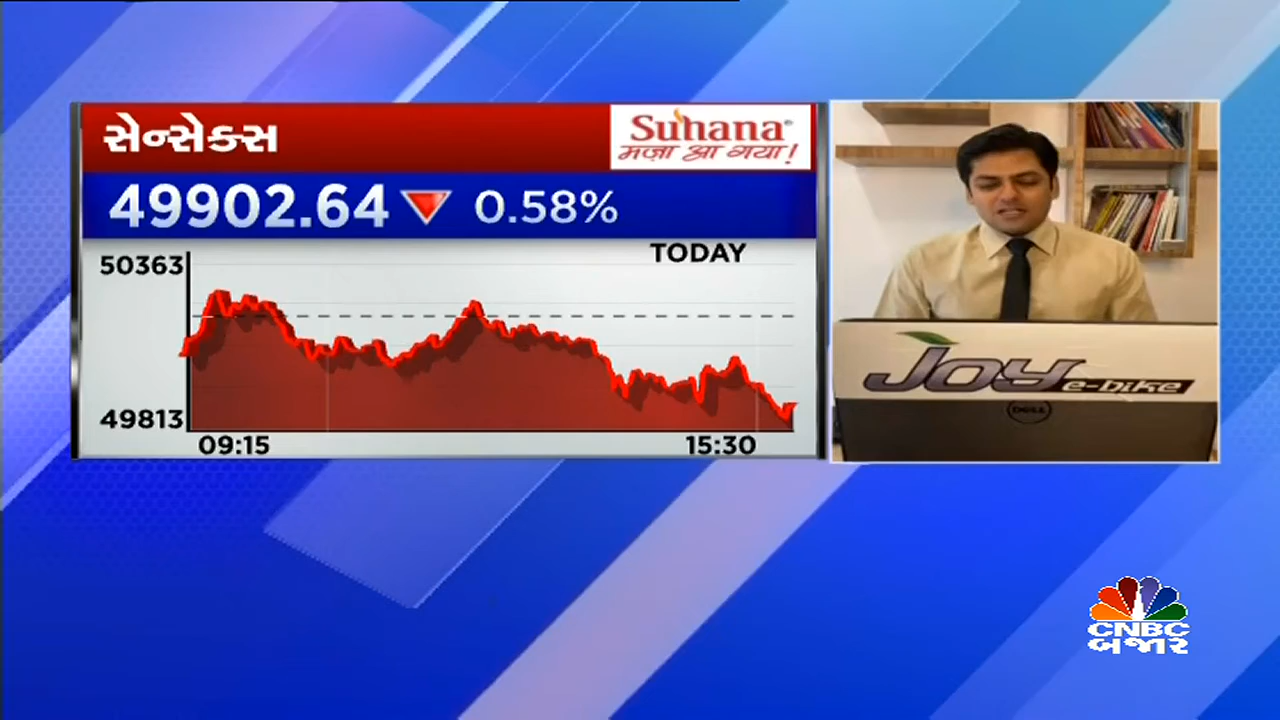 સેન્સેક્સ
Suhana®
मज़ा आ गया!
49902.64 0.58%
TODAY
50363
49813
09:15 15:30
JOY e-bike
DELL
CNBC
બજાર